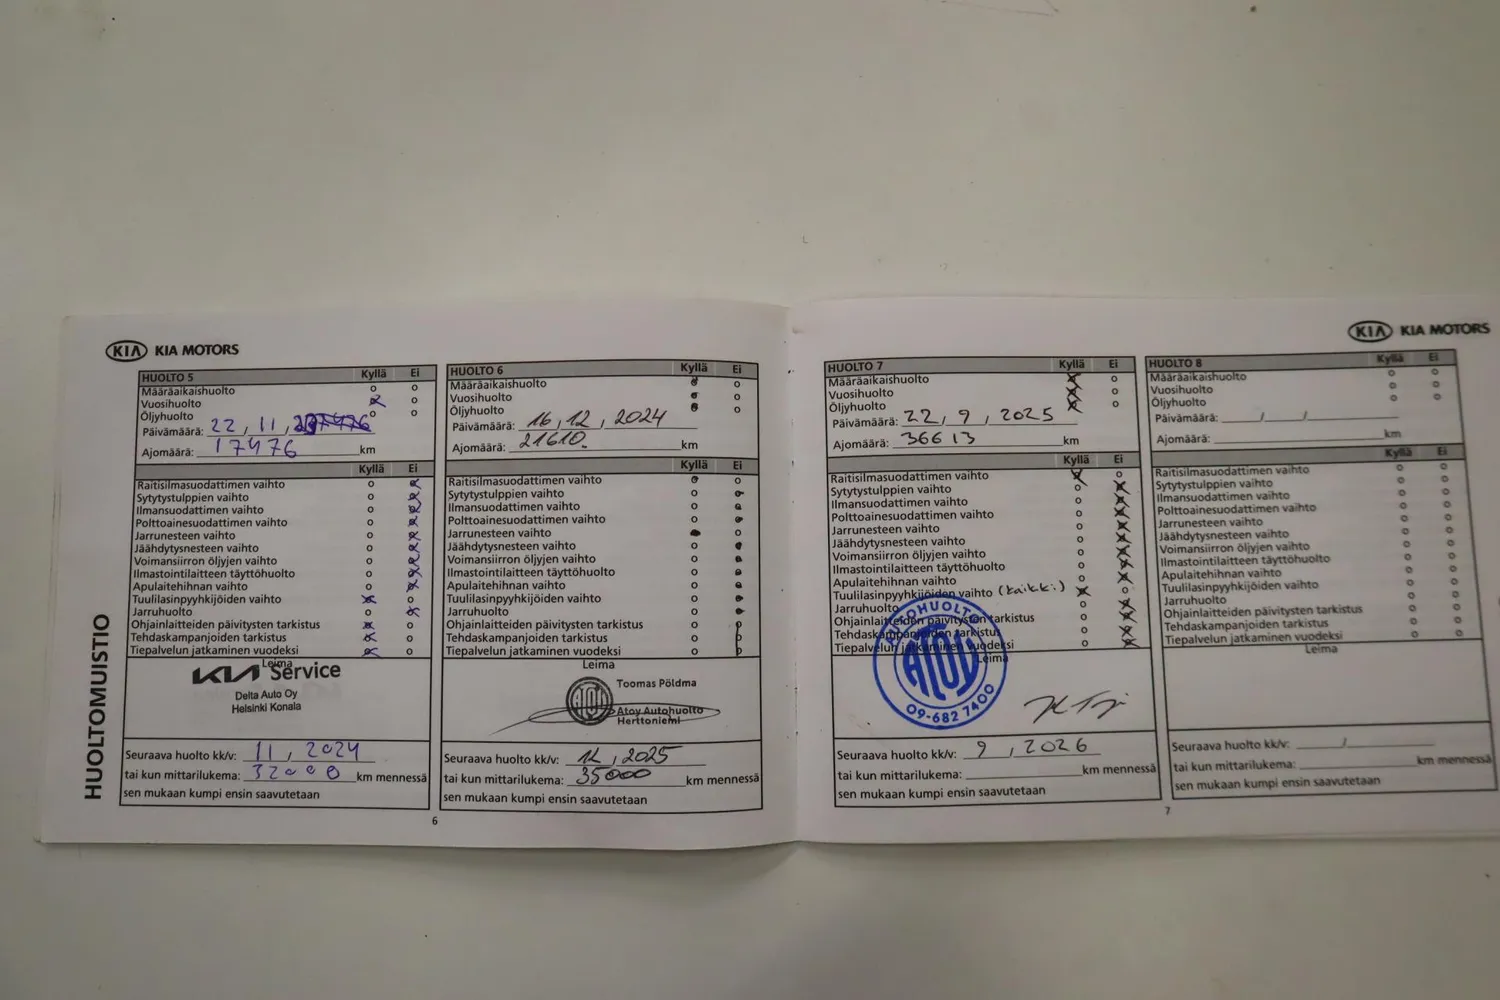 KIA KIA MOTORS
HUOLTOMUISTIO
HUOLTO 5 Kyllä Ei
Määräaikaishuolto o o
Vuosihuolto x o
Öljyhuolto o o
Päivämäärä: 22, 11,
Ajomäärä: 17476 km
Kyllä Ei
Raitisilmasuodattimen vaihto o x
Sytytystulppien vaihto o x
Ilmansuodattimen vaihto o x
Polttoainesuodattimen vaihto o x
Jarrunesteen vaihto o x
Jäähdytysnesteen vaihto o x
Voimansiirron öljyjen vaihto o x
Ilmastointilaitteen täyttöhuolto o x
Apulaitehihnan vaihto o x
Tuulilasinpyyhkijöiden vaihto x o
Jarruhuolto o x
Ohjainlaitteiden päivitysten tarkistus x o
Tehdaskampanjoiden tarkistus x o
Tiepalvelun jatkaminen vuodeksi x o
Leima
KIA Service
Delta Auto Oy
Helsinki Konala
Seuraava huolto kk/v: 11, 2024
tai kun mittarilukema: 32000 km mennessä
sen mukaan kumpi ensin saavutetaan
HUOLTO 6 Kyllä Ei
Määräaikaishuolto o
Vuosihuolto o
Öljyhuolto o
Päivämäärä: 16, 12, 2024
Ajomäärä: 21610. km
Kyllä Ei
Raitisilmasuodattimen vaihto o
Sytytystulppien vaihto o
Ilmansuodattimen vaihto o
Polttoainesuodattimen vaihto o
Jarrunesteen vaihto o
Jäähdytysnesteen vaihto o
Voimansiirron öljyjen vaihto o
Ilmastointilaitteen täyttöhuolto o
Apulaitehihnan vaihto o
Tuulilasinpyyhkijöiden vaihto o
Jarruhuolto o
Ohjainlaitteiden päivitysten tarkistus o
Tehdaskampanjoiden tarkistus o
Tiepalvelun jatkaminen vuodeksi o
Leima
ATOY
Toomas Põldma
Atoy Autohuolto
Herttoniemi
Seuraava huolto kk/v: 12, 2025
tai kun mittarilukema: 35000 km mennessä
sen mukaan kumpi ensin saavutetaan
6
KIA KIA MOTORS
HUOLTO 7 Kyllä Ei
Määräaikaishuolto x o
Vuosihuolto x o
Öljyhuolto x o
Päivämäärä: 22, 9, 2025
Ajomäärä: 36613 km
Kyllä Ei
Raitisilmasuodattimen vaihto x o
Sytytystulppien vaihto o x
Ilmansuodattimen vaihto o x
Polttoainesuodattimen vaihto o x
Jarrunesteen vaihto o x
Jäähdytysnesteen vaihto o x
Voimansiirron öljyjen vaihto o x
Ilmastointilaitteen täyttöhuolto o x
Apulaitehihnan vaihto o x
Tuulilasinpyyhkijöiden vaihto (kaikki) x o
Jarruhuolto o x
Ohjainlaitteiden päivitysten tarkistus o x
Tehdaskampanjoiden tarkistus o x
Tiepalvelun jatkaminen vuodeksi o x
Leima
AUTOHUOLTO
ATOY
09-682 7400
Seuraava huolto kk/v: 9, 2026
tai kun mittarilukema: km mennessä
sen mukaan kumpi ensin saavutetaan
HUOLTO 8 Kyllä Ei
Määräaikaishuolto o o
Vuosihuolto o o
Öljyhuolto o o
Päivämäärä: / /
Ajomäärä: km
Kyllä Ei
Raitisilmasuodattimen vaihto o o
Sytytystulppien vaihto o o
Ilmansuodattimen vaihto o o
Polttoainesuodattimen vaihto o o
Jarrunesteen vaihto o o
Jäähdytysnesteen vaihto o o
Voimansiirron öljyjen vaihto o o
Ilmastointilaitteen täyttöhuolto o o
Apulaitehihnan vaihto o o
Tuulilasinpyyhkijöiden vaihto o o
Jarruhuolto o o
Ohjainlaitteiden päivitysten tarkistus o o
Tehdaskampanjoiden tarkistus o o
Tiepalvelun jatkaminen vuodeksi o o
Leima
Seuraava huolto kk/v: /
tai kun mittarilukema: km mennessä
sen mukaan kumpi ensin saavutetaan
7